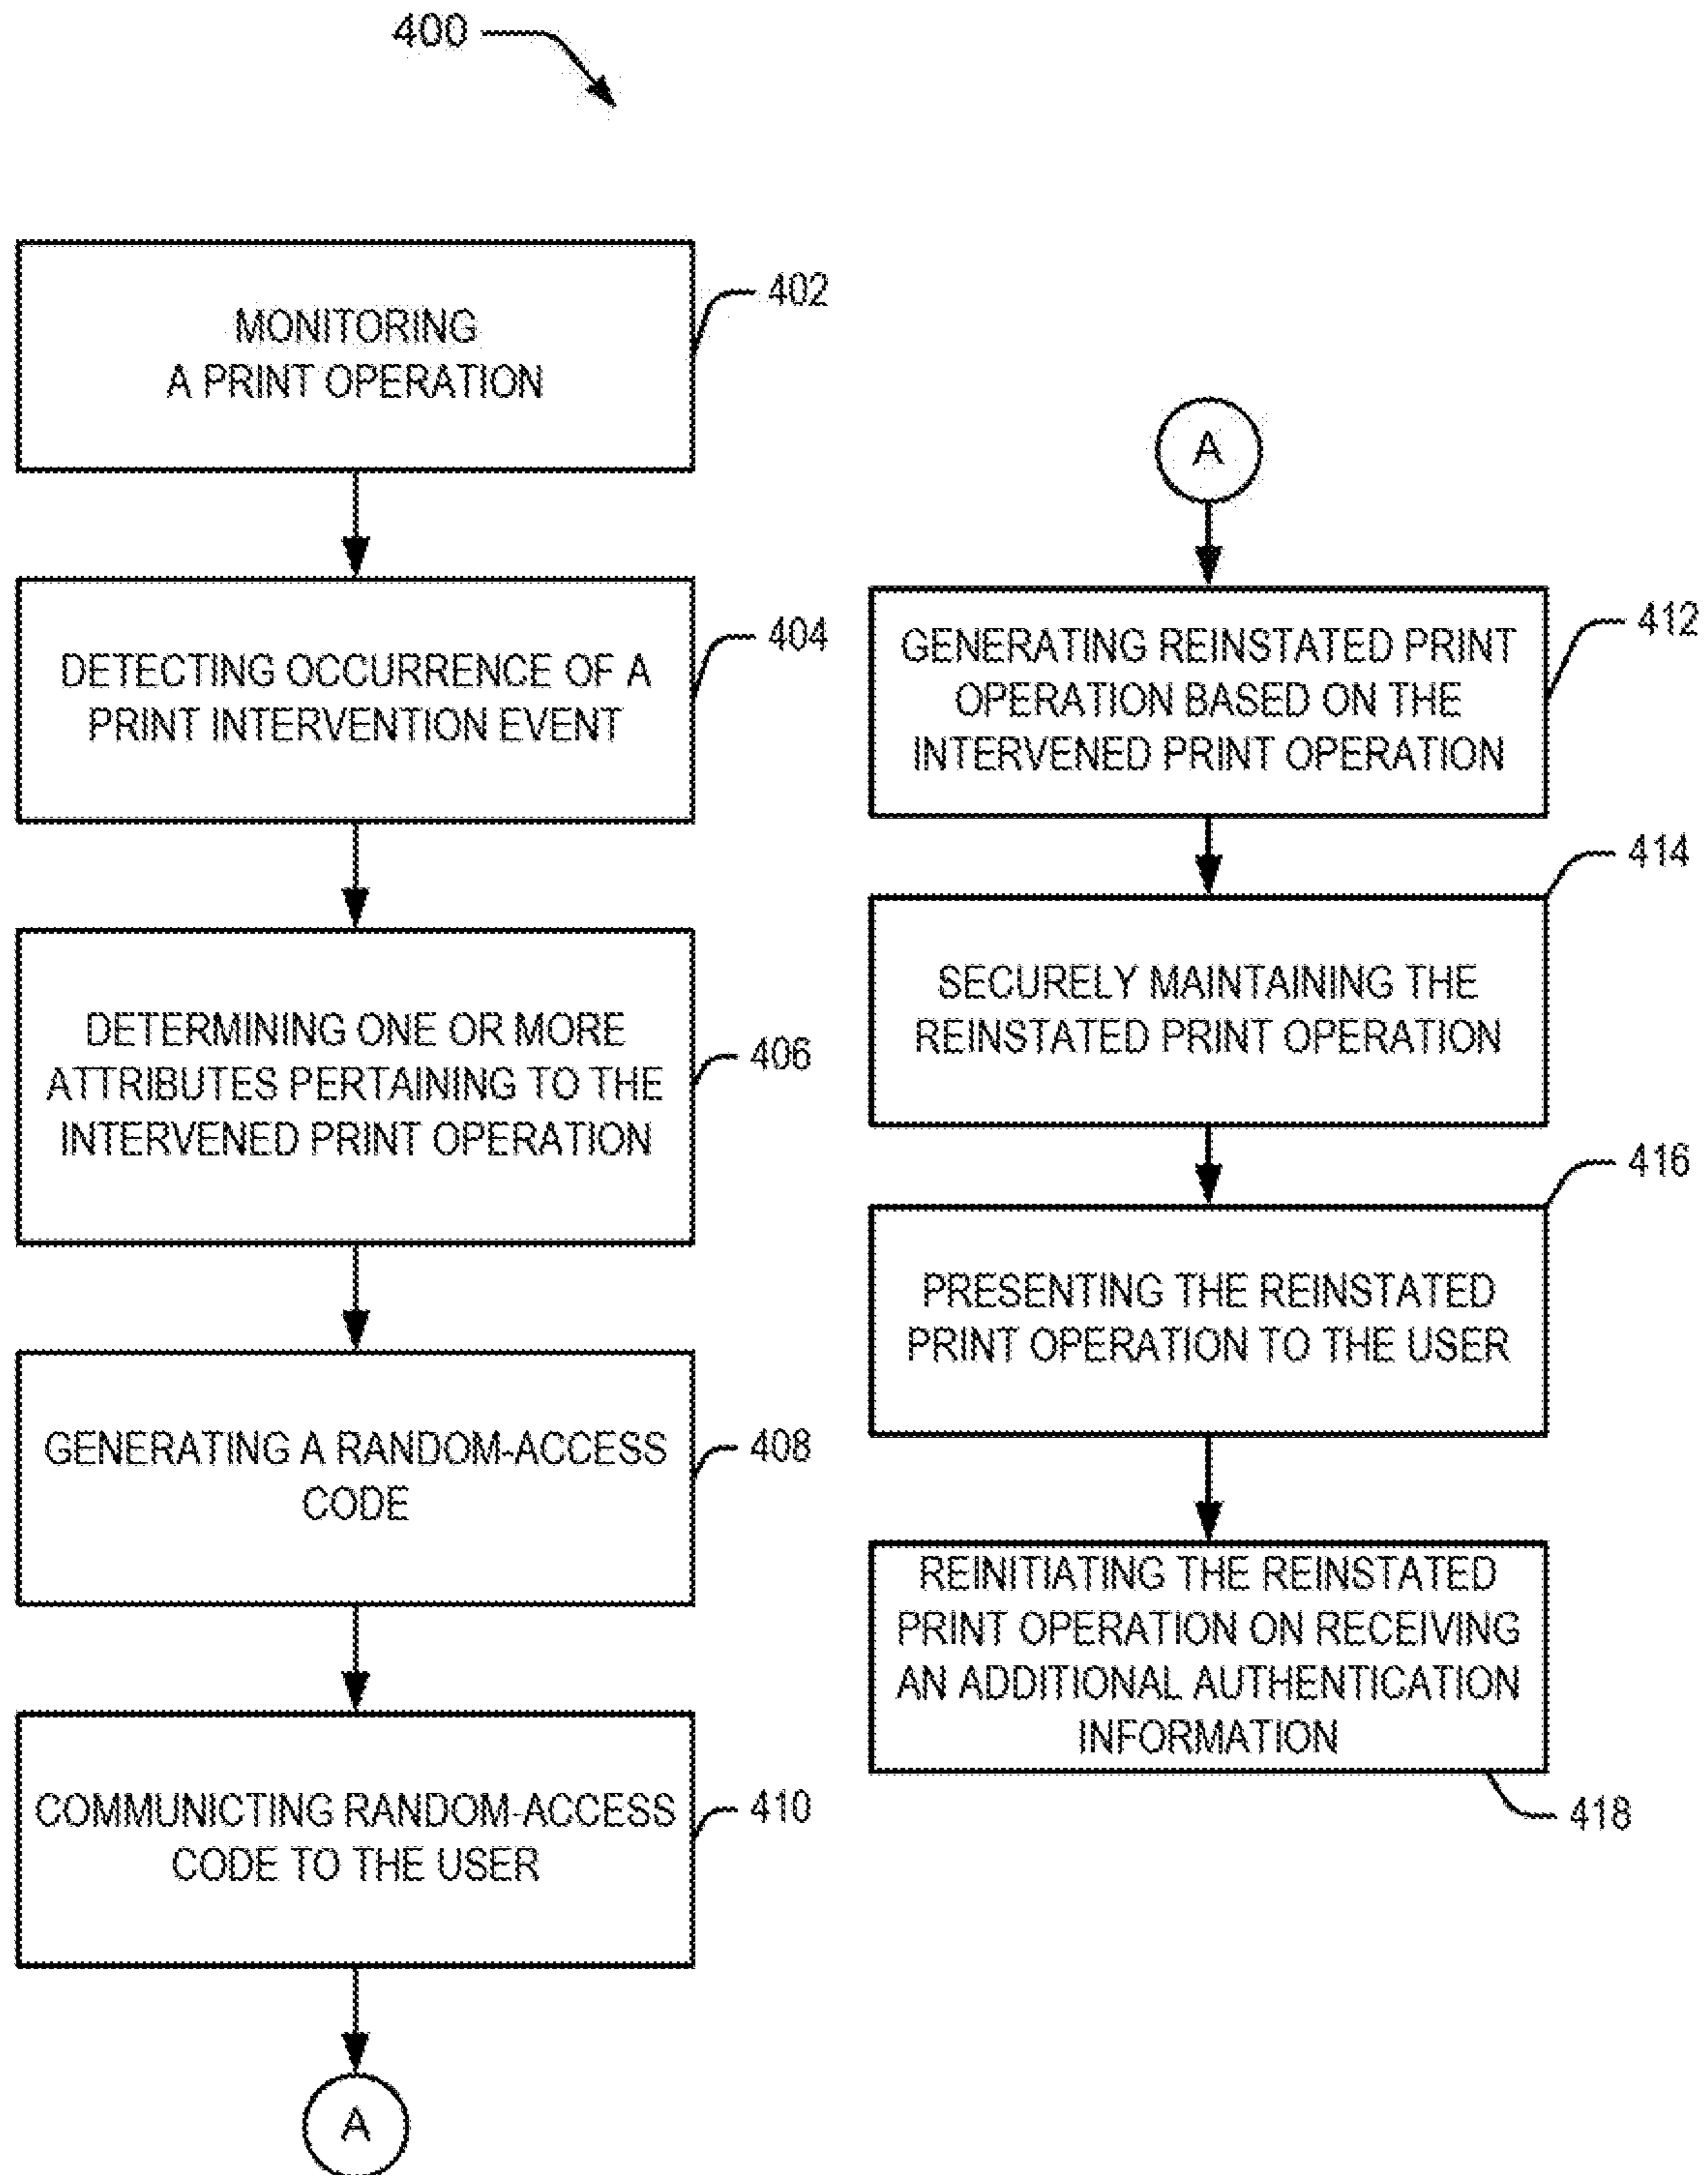 400
MONITORING
A PRINT OPERATION
402
DETECTING OCCURRENCE OF A
PRINT INTERVENTION EVENT
404
DETERMINING ONE OR MORE
ATTRIBUTES PERTAINING TO THE
INTERVENED PRINT OPERATION
406
GENERATING A RANDOM-ACCESS
CODE
408
COMMUNICTING RANDOM-ACCESS
CODE TO THE USER
410
A
A
GENERATING REINSTATED PRINT
OPERATION BASED ON THE
INTERVENED PRINT OPERATION
412
SECURELY MAINTAINING THE
REINSTATED PRINT OPERATION
414
PRESENTING THE REINSTATED
PRINT OPERATION TO THE USER
416
REINITIATING THE REINSTATED
PRINT OPERATION ON RECEIVING
AN ADDITIONAL AUTHENTICATION
INFORMATION
418